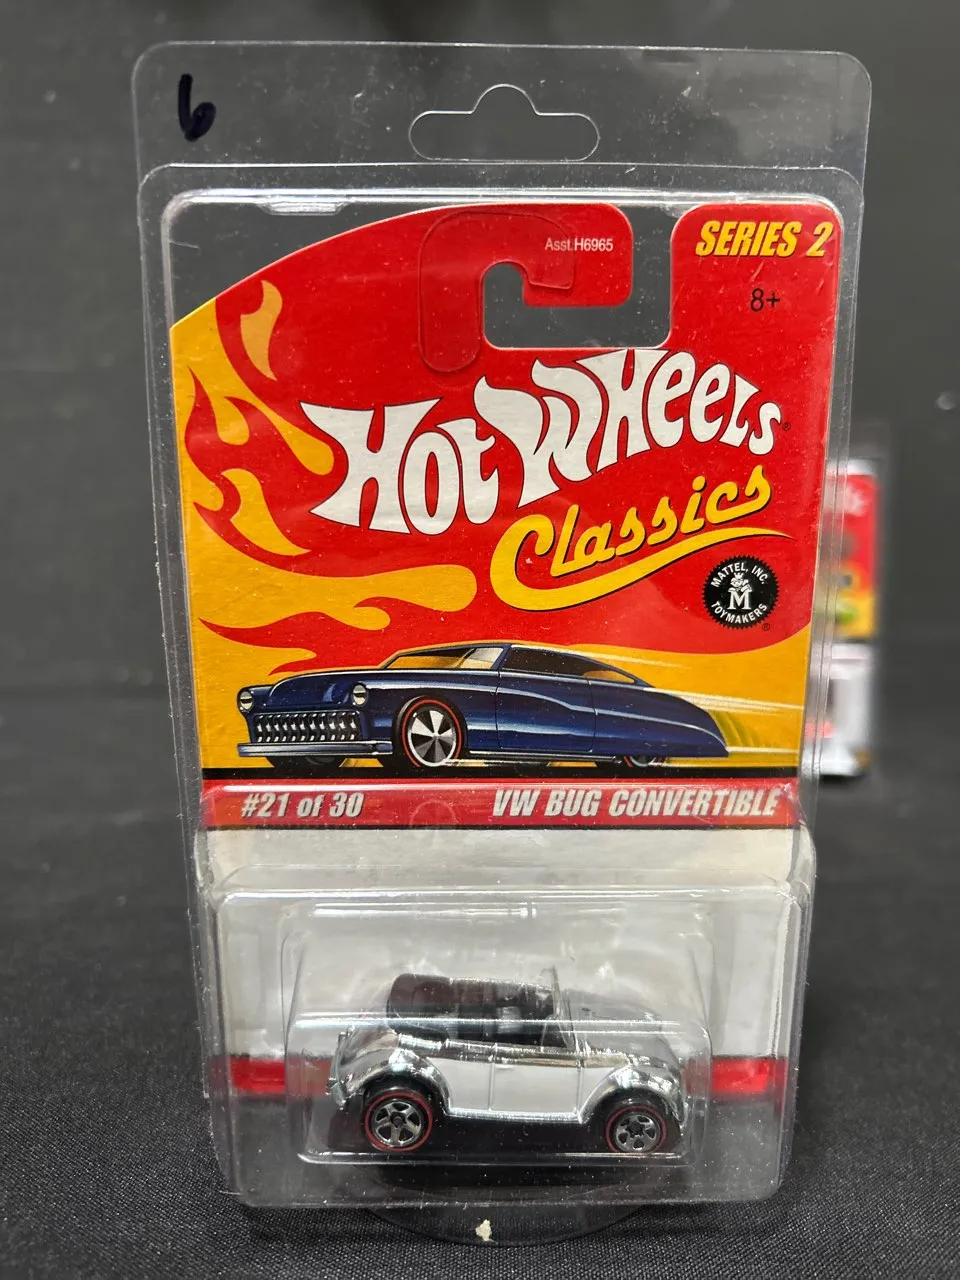 6
Asst.H6965
SERIES 2
8+
HOT WHEELS®
Classics
MATTEL, INC.
M
TOYMAKERS®
#21 of 30
VW BUG CONVERTIBLE